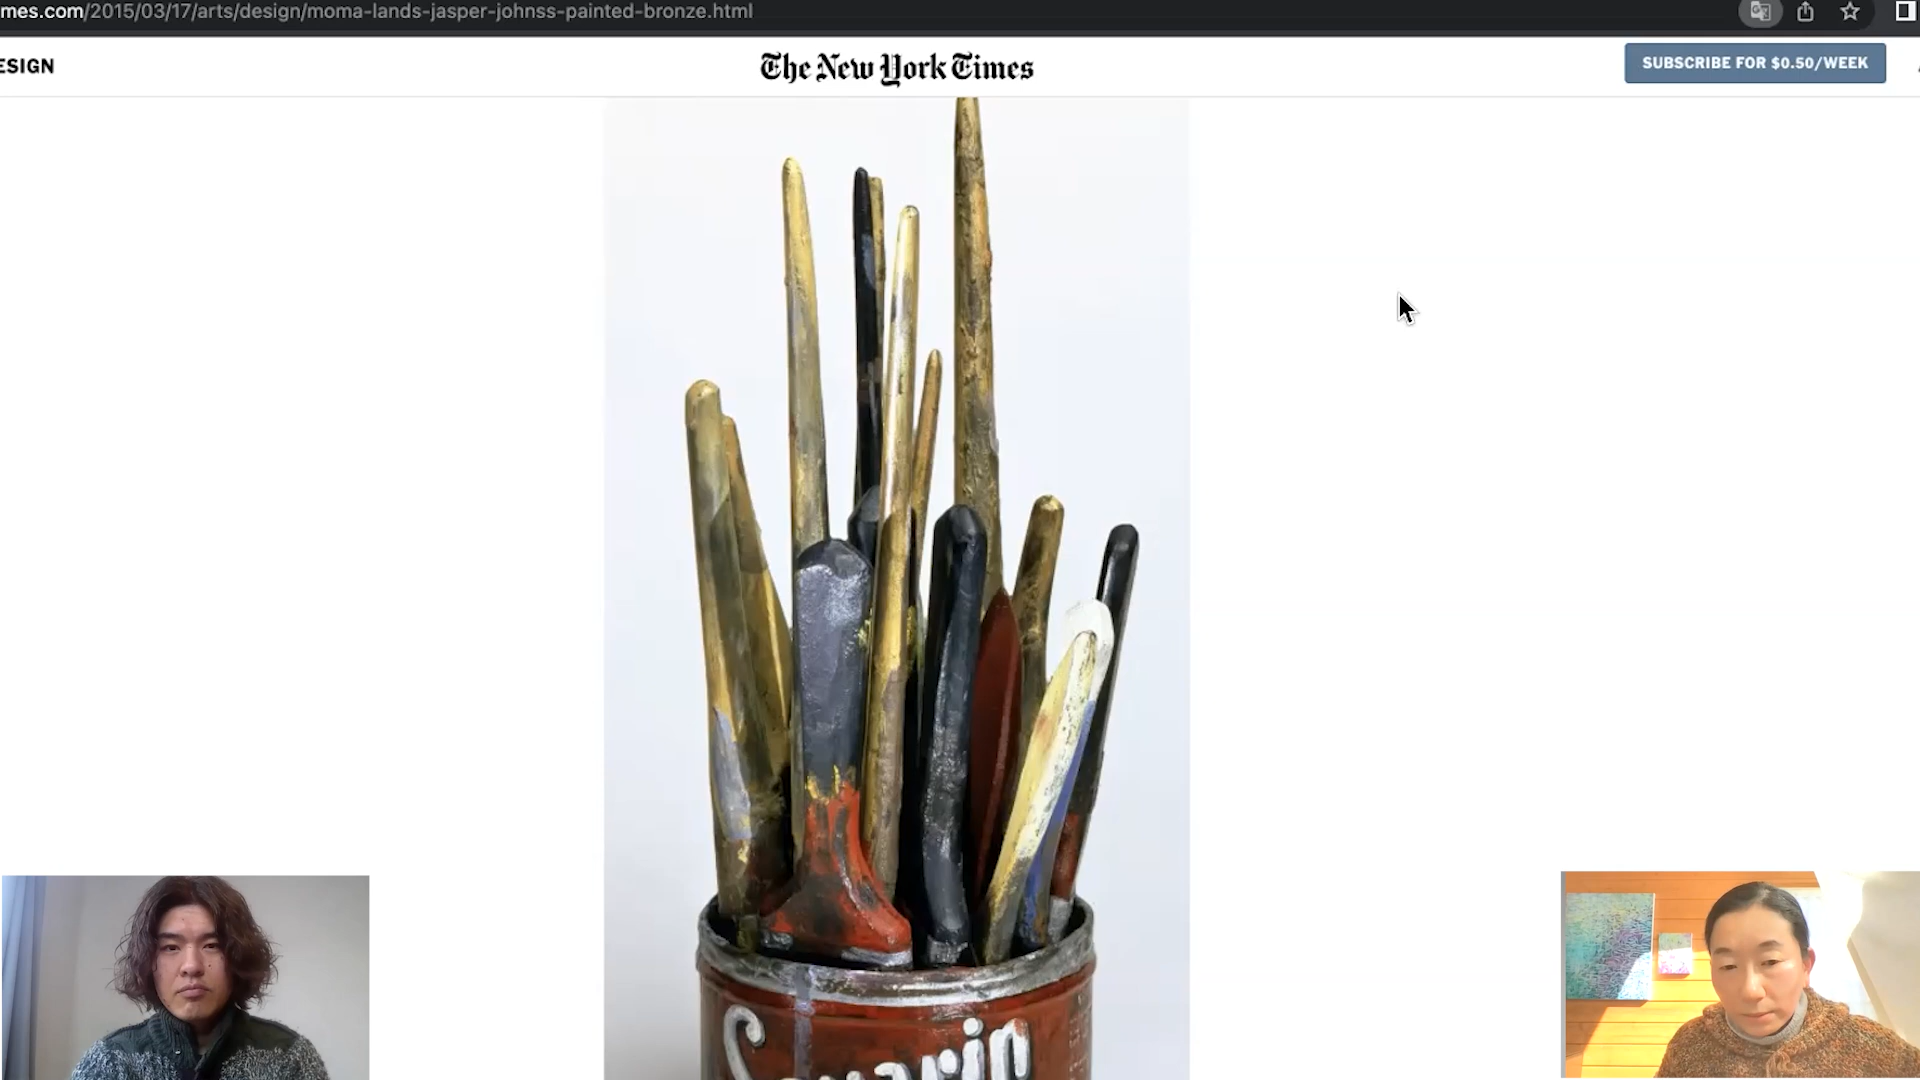 mes.com/2015/03/17/arts/design/moma-lands-jasper-johnss-painted-bronze.html
ESIGN
The New York Times
SUBSCRIBE FOR $0.50/WEEK
Savarin